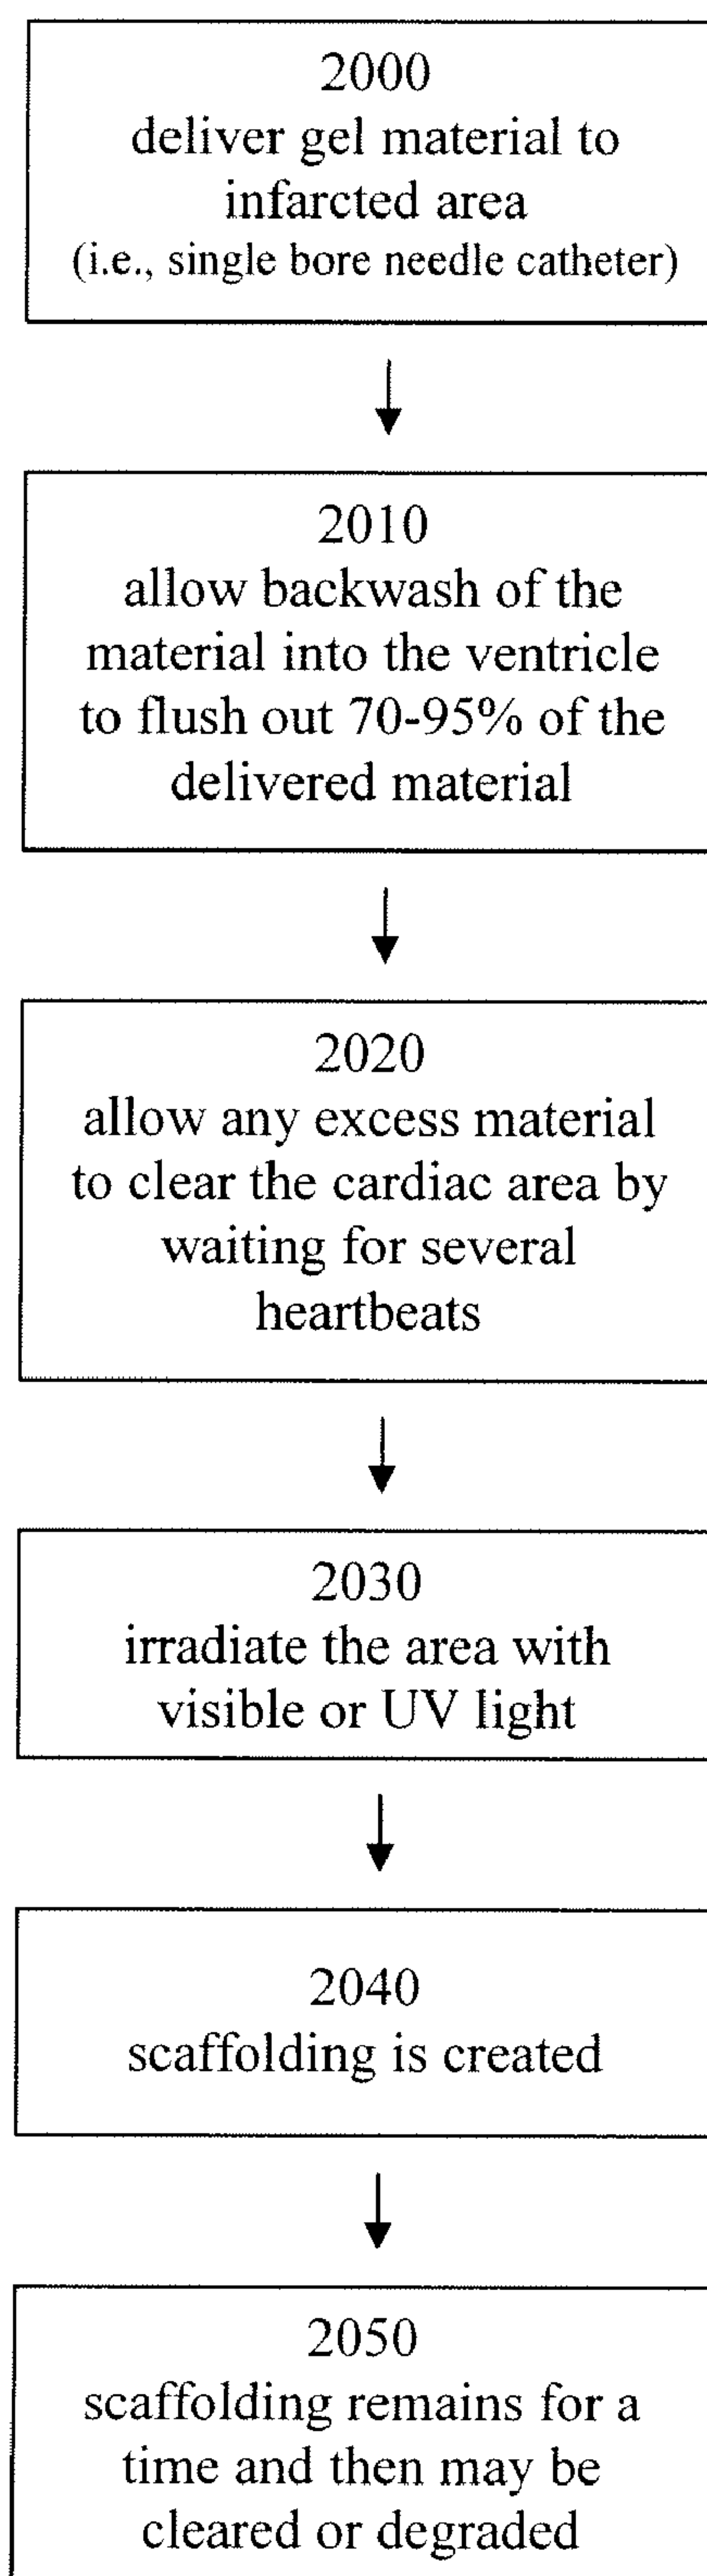 2000
deliver gel material to
infarcted area
(i.e., single bore needle catheter)
2010
allow backwash of the
material into the ventricle
to flush out 70-95% of the
delivered material
2020
allow any excess material
to clear the cardiac area by
waiting for several
heartbeats
2030
irradiate the area with
visible or UV light
2040
scaffolding is created
2050
scaffolding remains for a
time and then may be
cleared or degraded